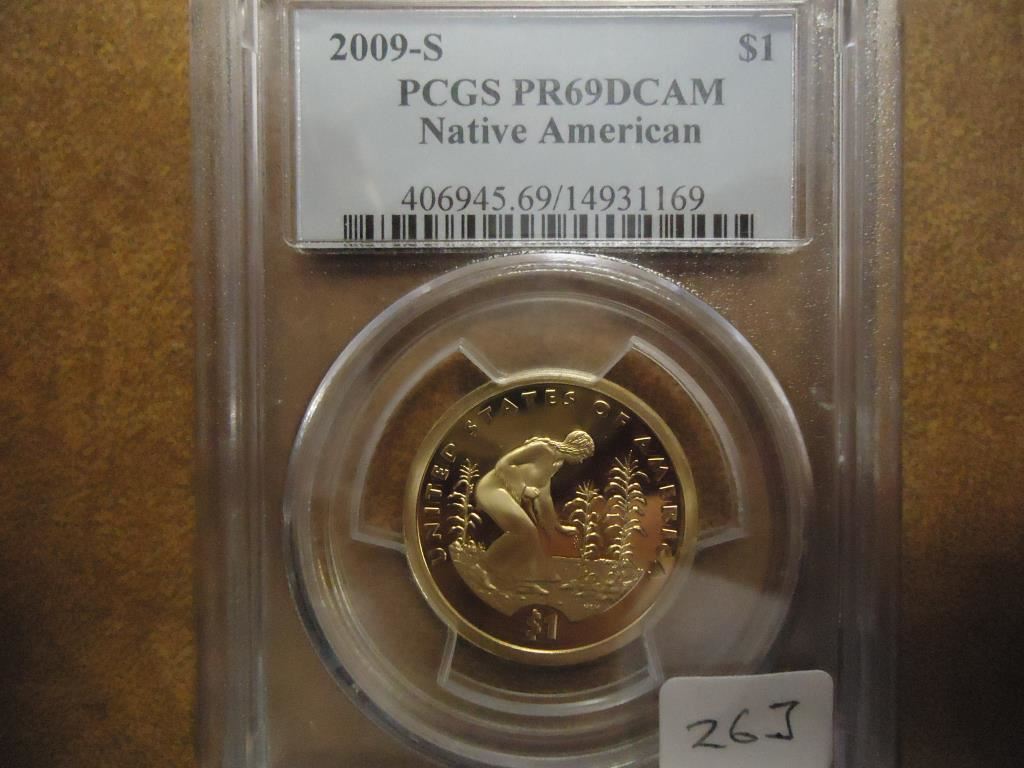 2009-S $1
PCGS PR69DCAM
Native American
406945.69/14931169
UNITED STATES OF AMERICA
$1
26J